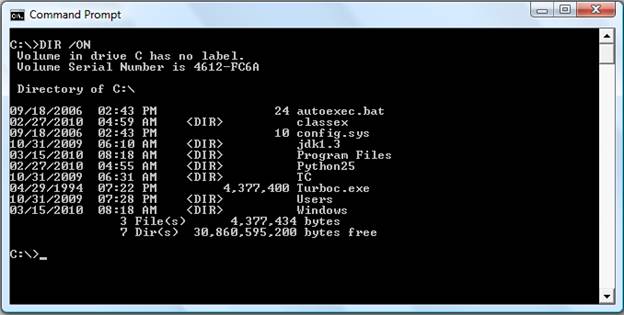 Command Prompt
C:\>DIR /ON
Volume in drive C has no label.
Volume Serial Number is 4612-FC6A
Directory of C:\
09/18/2006 02:43 PM 24 autoexec.bat
02/27/2010 04:59 AM <DIR> classex
09/18/2006 02:43 PM 10 config.sys
10/31/2009 06:10 AM <DIR> jdk1.3
03/15/2010 08:18 AM <DIR> Program Files
02/27/2010 04:55 AM <DIR> Python25
10/31/2009 06:31 AM <DIR> TC
04/29/1994 07:22 PM 4,377,400 Turboc.exe
10/31/2009 07:28 PM <DIR> Users
03/15/2010 08:18 AM <DIR> Windows
3 File(s) 4,377,434 bytes
7 Dir(s) 30,860,595,200 bytes free
C:\>_